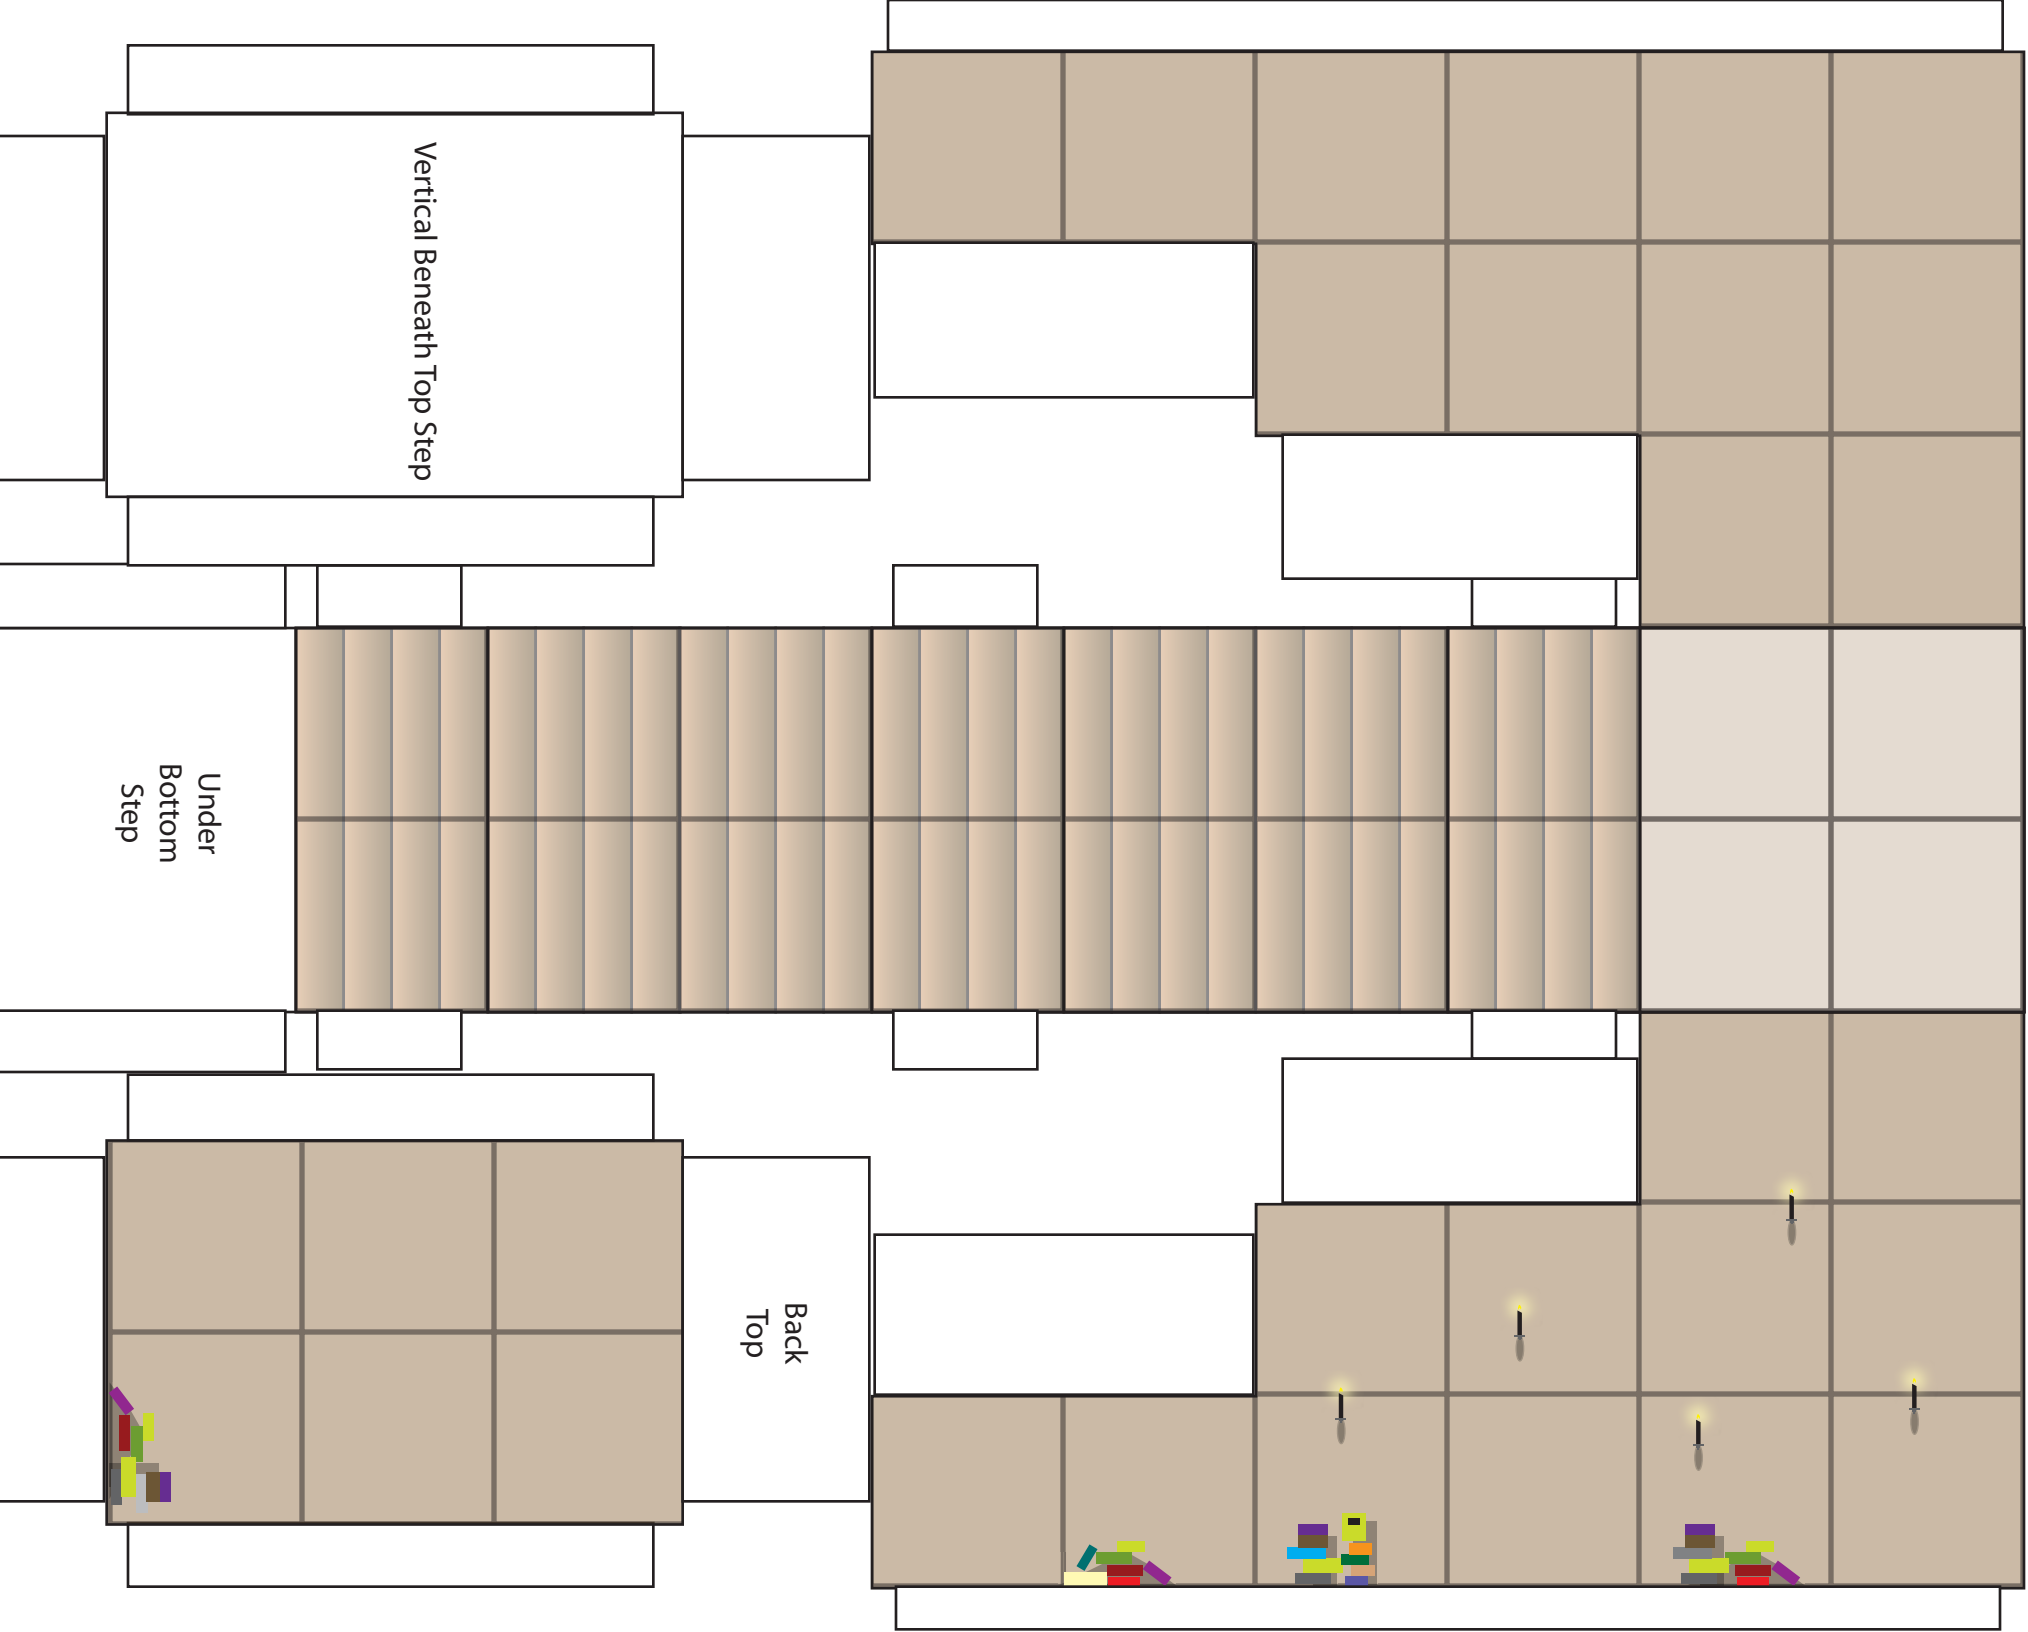 Vertical Beneath Top Step
Under
Bottom
Step
Back
Top